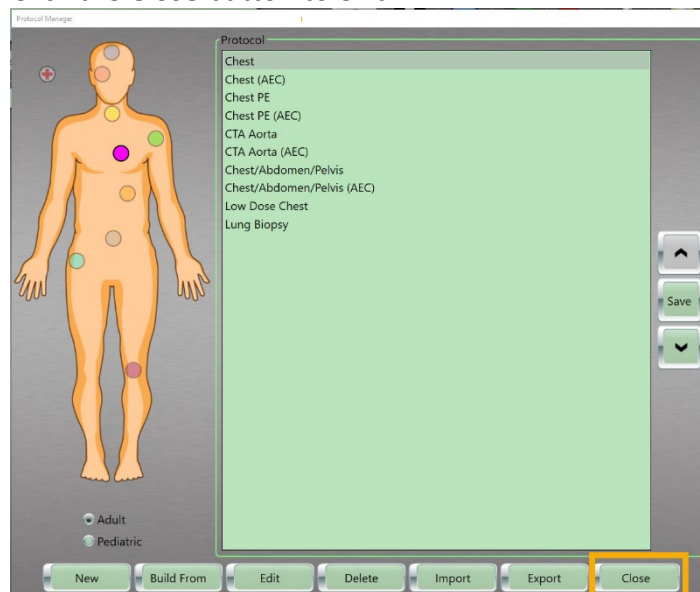 Protocol Manager
Protocol
Chest
Chest (AEC)
Chest PE
Chest PE (AEC)
CTA Aorta
CTA Aorta (AEC)
Chest/Abdomen/Pelvis
Chest/Abdomen/Pelvis (AEC)
Low Dose Chest
Lung Biopsy
Save
Adult
Pediatric
New
Build From
Edit
Delete
Import
Export
Close